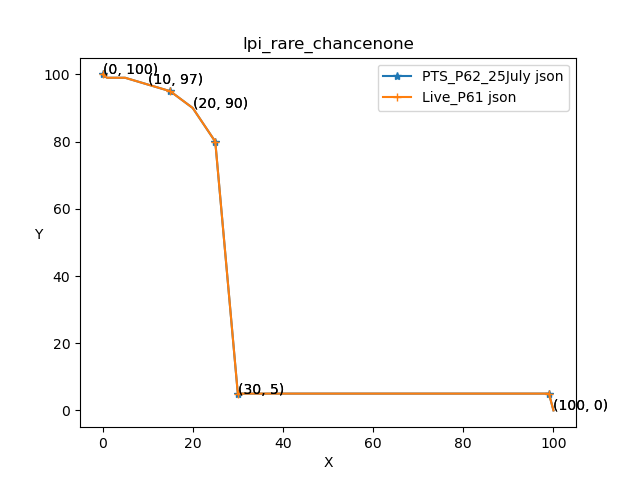 lpi_rare_chancenone
(0, 100)
(10, 97)
(20, 90)
(30, 5)
(100, 0)
PTS_P62_25July json
Live_P61 json
100
80
60
40
20
0
Y
0 20 40 60 80 100
X